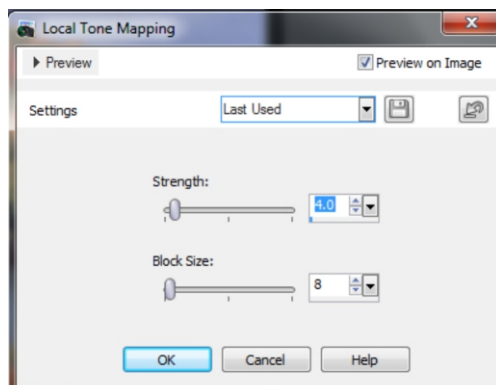 Local Tone Mapping
Preview
Preview on Image
Settings
Last Used
Strength:
4.0
Block Size:
8
OK
Cancel
Help